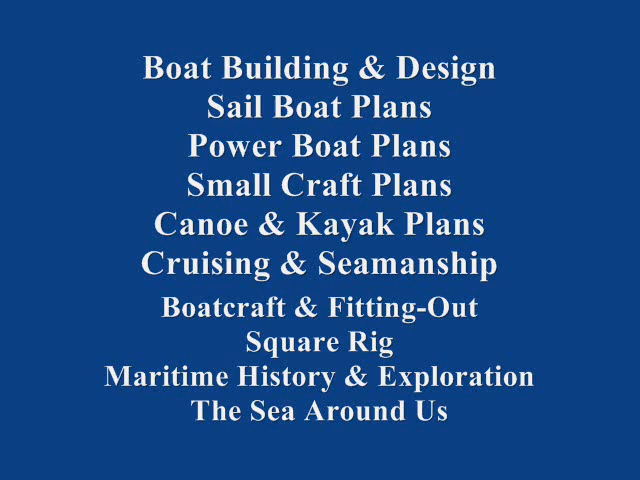 Boat Building & Design
Sail Boat Plans
Power Boat Plans
Small Craft Plans
Canoe & Kayak Plans
Cruising & Seamanship
Boatcraft & Fitting-Out
Square Rig
Maritime History & Exploration
The Sea Around Us